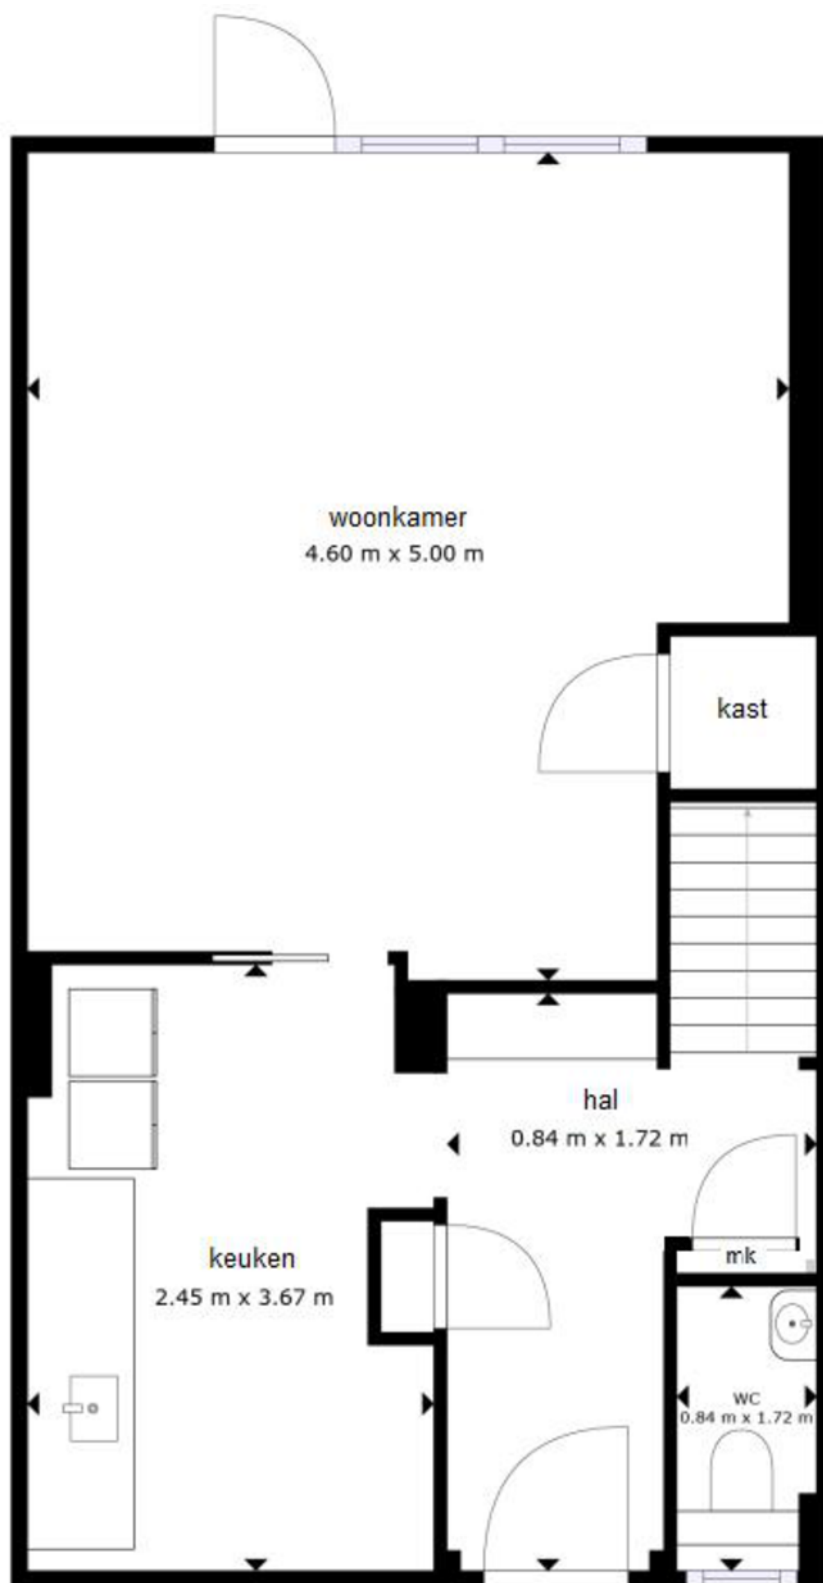 woonkamer
4.60 m x 5.00 m
kast
hal
0.84 m x 1.72 m
keuken
2.45 m x 3.67 m
mk
WC
0.84 m x 1.72 m